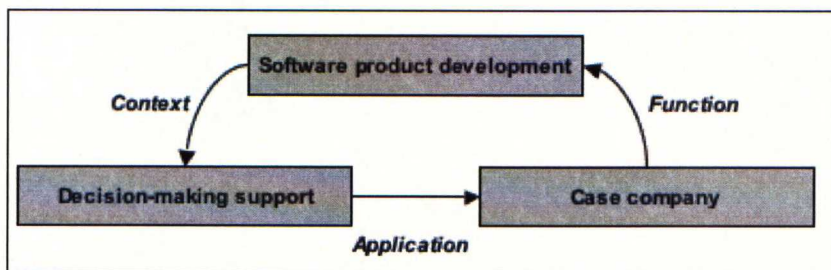 Software product development
Context
Function
Decision-making support
Case company
Application